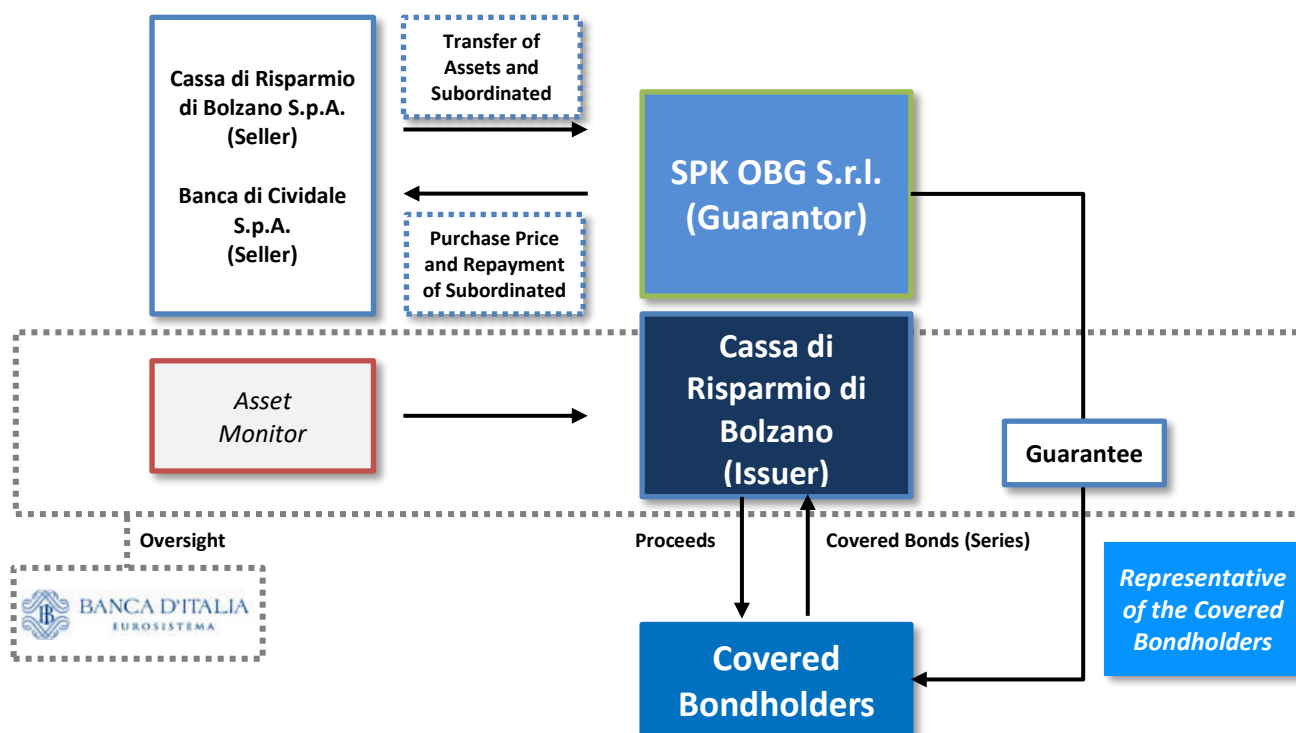 Cassa di Risparmio
di Bolzano S.p.A.
(Seller)
Banca di Cividale
S.p.A.
(Seller)
Transfer of
Assets and
Subordinated
Purchase Price
and Repayment
of Subordinated
SPK OBG S.r.l.
(Guarantor)
Asset
Monitor
Cassa di
Risparmio di
Bolzano
(Issuer)
Guarantee
Oversight
Proceeds
Covered Bonds (Series)
BANCA D'ITALIA
EUROSISTEMA
Representative
of the Covered
Bondholders
Covered
Bondholders